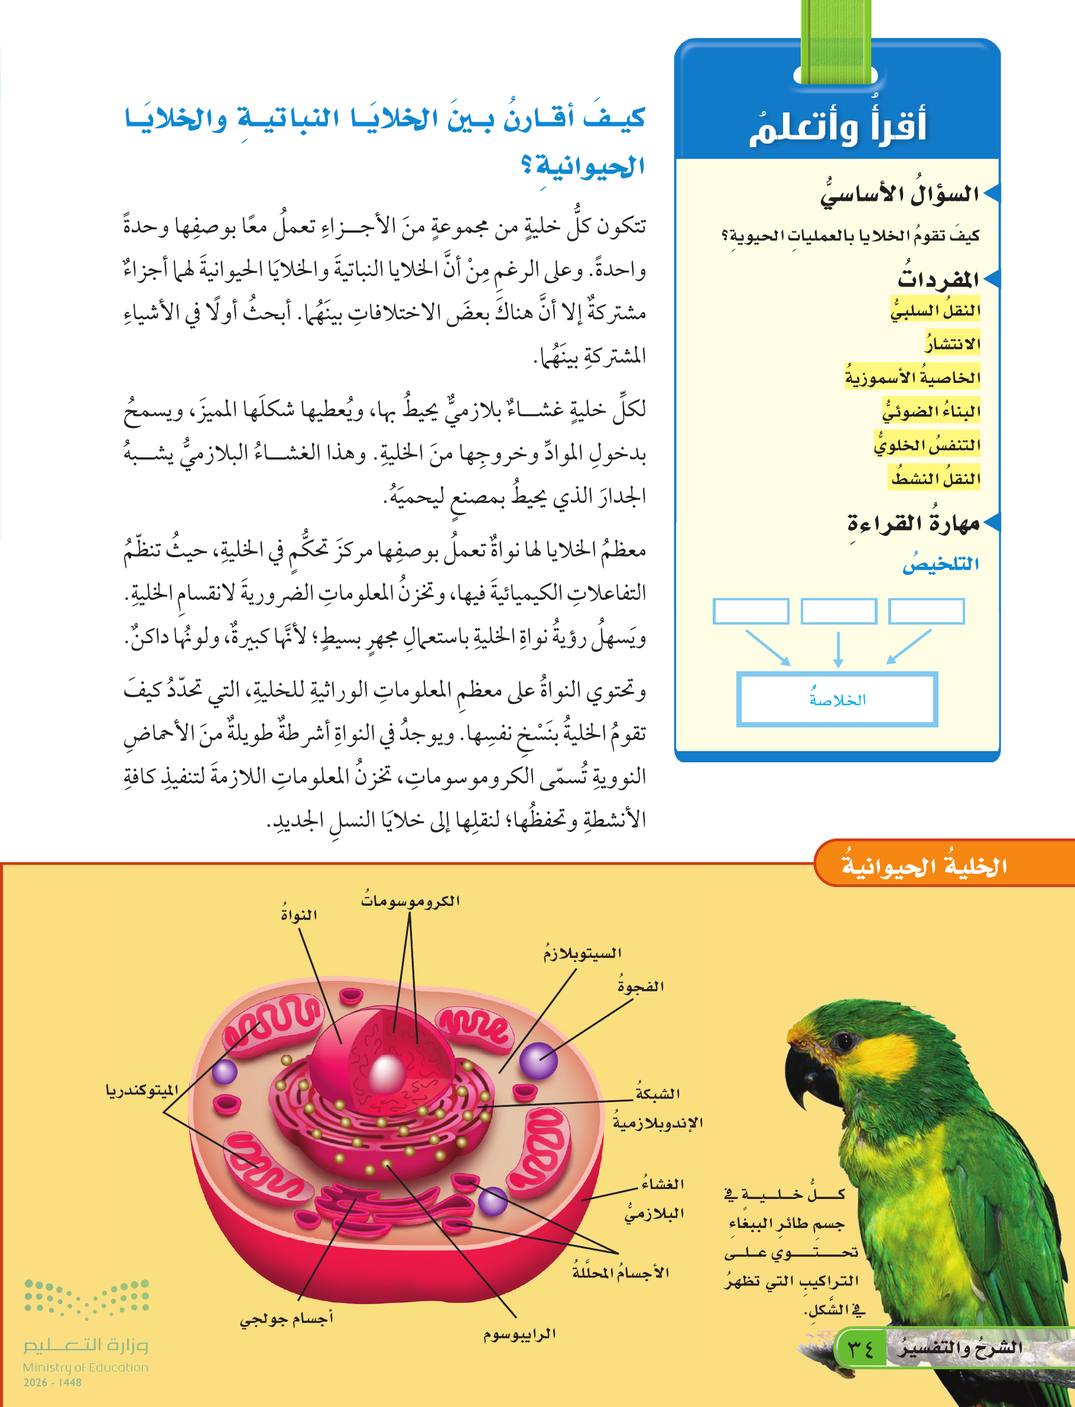 أقرأُ وأتعلمُ
السؤالُ الأساسيُّ
كيفَ تقومُ الخلايا بالعملياتِ الحيويةِ؟
المفرداتُ
النقلُ السلبيُّ
الانتشارُ
الخاصيةُ الأسموزيةُ
البناءُ الضوئيُّ
التنفسُ الخلويُّ
النقلُ النشطُ
مهارةُ القراءةِ
التلخيصُ
الخلاصةُ
كيفَ أقارنُ بينَ الخلايَا النباتيةِ والخلايَا
الحيوانيةِ؟
تتكون كلُّ خليةٍ من مجموعةٍ منَ الأجزاءِ تعملُ معًا بوصفِها وحدةً
واحدةً. وعلى الرغمِ مِنْ أنَّ الخلايا النباتيةَ والخلايَا الحيوانيةَ لهما أجزاءٌ
مشتركةٌ إلا أنَّ هناكَ بعضَ الاختلافاتِ بينَهُما. أبحثُ أولًا في الأشياءِ
المشتركةِ بينَهُما.
لكلِّ خليةٍ غشاءٌ بلازميٌّ يحيطُ بها، ويُعطيها شكلَها المميزَ، ويسمحُ
بدخولِ الموادِّ وخروجِها منَ الخليةِ. وهذا الغشاءُ البلازميُّ يشبهُ
الجدارَ الذي يحيطُ بمصنعٍ ليحميَهُ.
معظمُ الخلايا لها نواةٌ تعملُ بوصفِها مركزَ تحكُّمٍ في الخليةِ، حيثُ تنظّمُ
التفاعلاتِ الكيميائيةَ فيها، وتخزنُ المعلوماتِ الضروريةَ لانقسامِ الخليةِ.
ويَسهلُ رؤيةُ نواةِ الخليةِ باستعمالِ مجهرٍ بسيطٍ؛ لأنَّها كبيرةٌ، ولونُها داكنٌ.
وتحتوي النواةُ على معظمِ المعلوماتِ الوراثيةِ للخليةِ، التي تحدّدُ كيفَ
تقومُ الخليةُ بنَسْخِ نفسِها. ويوجدُ في النواةِ أشرطةٌ طويلةٌ منَ الأحماضِ
النوويةِ تُسمّى الكروموسوماتِ، تخزنُ المعلوماتِ اللازمةَ لتنفيذِ كافةِ
الأنشطةِ وتحفظُها؛ لنقلِها إلى خلايَا النسلِ الجديدِ.
الخليةُ الحيوانيةُ
الكروموسوماتُ
النواةُ
السيتوبلازمُ
الفجوةُ
الميتوكندريا
الشبكةُ
الإندوبلازميةُ
الغشاءُ
البلازميُّ
الأجسامُ المحلَّلةُ
أجسام جولجي
الرايبوسوم
كلُّ خليةٍ في
جسمِ طائرِ الببغاءِ
تحتوي على
التراكيبِ التي تظهرُ
في الشَّكلِ.
وزارة التعليم
Ministry of Education
2026 - 1448
الشرحُ والتفسيرُ
٣٤